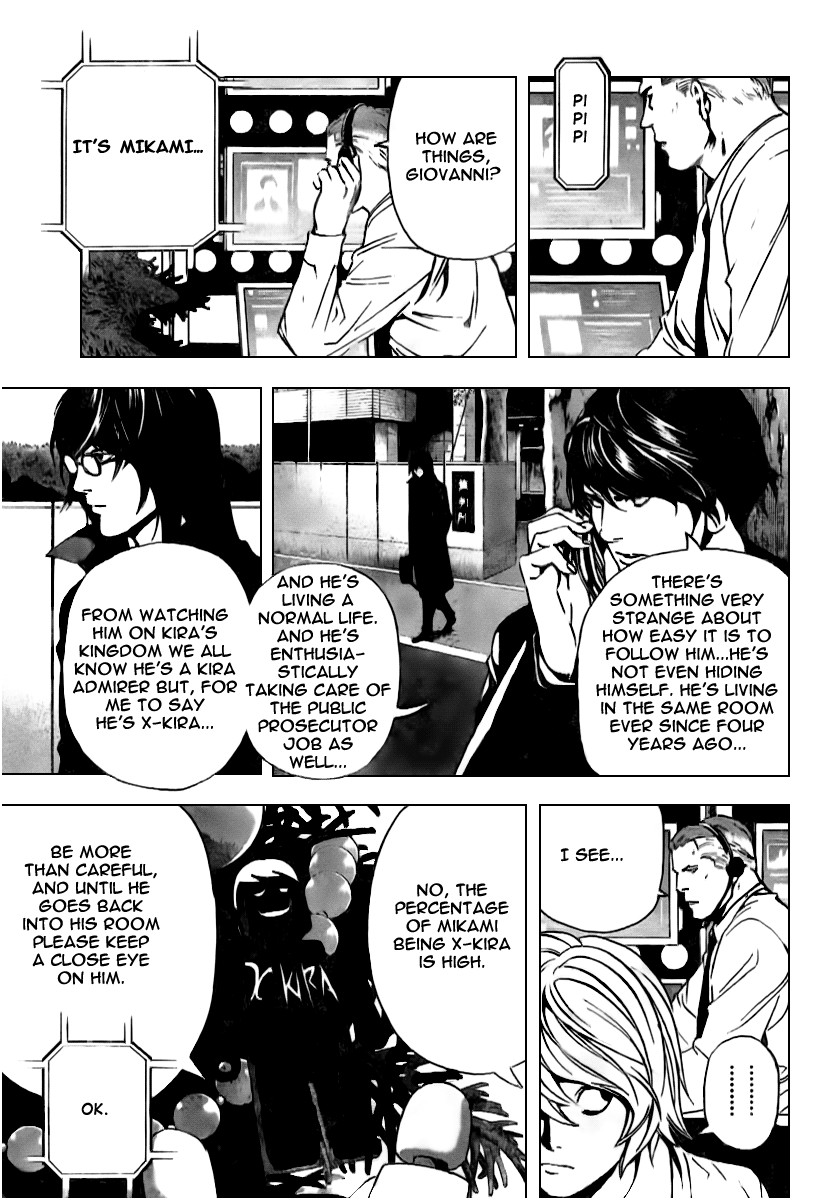 PI
PI
PI
HOW ARE
THINGS,
GIOVANNI?
IT'S MIKAMI...
THERE'S
SOMETHING VERY
STRANGE ABOUT
HOW EASY IT IS TO
FOLLOW HIM...HE'S
NOT EVEN HIDING
HIMSELF. HE'S LIVING
IN THE SAME ROOM
EVER SINCE FOUR
YEARS AGO...
AND HE'S
LIVING A
NORMAL LIFE.
AND HE'S
ENTHUSIA-
STICALLY
TAKING CARE OF
THE PUBLIC
PROSECUTOR
JOB AS
WELL...
FROM WATCHING
HIM ON KIRA'S
KINGDOM WE ALL
KNOW HE'S A KIRA
ADMIRER BUT, FOR
ME TO SAY
HE'S X-KIRA...
I SEE...
.........
NO, THE
PERCENTAGE
OF MIKAMI
BEING X-KIRA
IS HIGH.
X KIRA
BE MORE
THAN CAREFUL,
AND UNTIL HE
GOES BACK
INTO HIS ROOM
PLEASE KEEP
A CLOSE EYE
ON HIM.
OK.